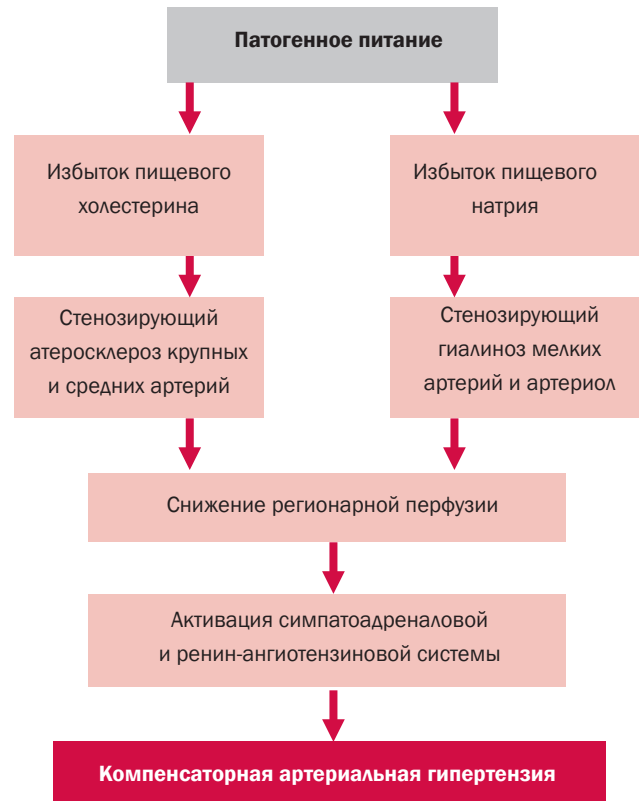 Патогенное питание
Избыток пищевого
холестерина
Избыток пищевого
натрия
Стенозирующий
атеросклероз крупных
и средних артерий
Стенозирующий
гиалиноз мелких
артерий и артериол
Снижение регионарной перфузии
Активация симпатоадреналовой
и ренин-ангиотензиновой системы
Компенсаторная артериальная гипертензия